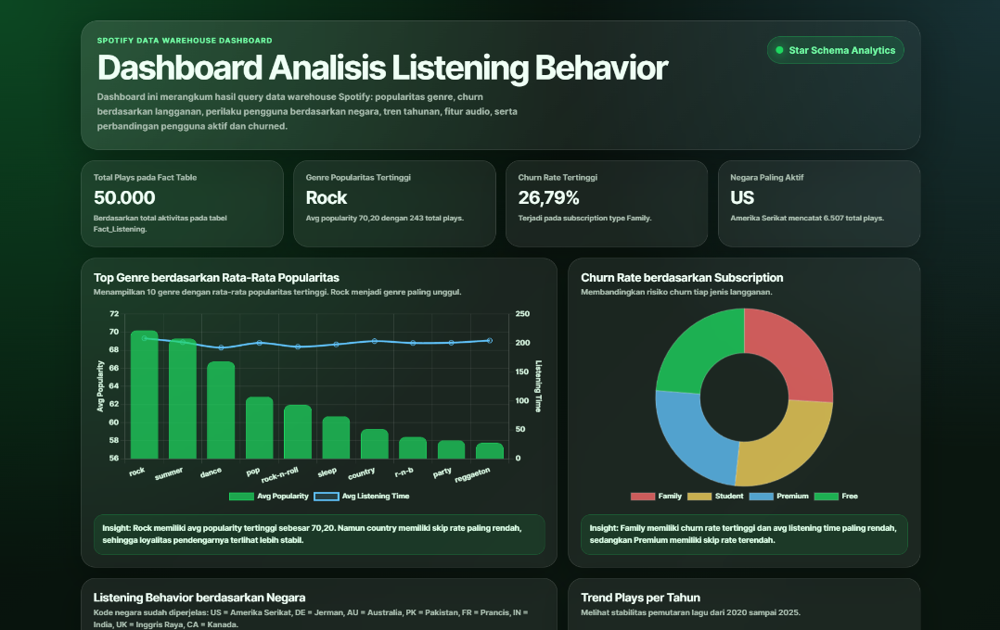 SPOTIFY DATA WAREHOUSE DASHBOARD
Dashboard Analisis Listening Behavior
Dashboard ini merangkum hasil query data warehouse Spotify: popularitas genre, churn
berdasarkan langganan, perilaku pengguna berdasarkan negara, tren tahunan, fitur audio, serta
perbandingan pengguna aktif dan churned.
Star Schema Analytics
Total Plays pada Fact Table
50.000
Berdasarkan total aktivitas pada tabel
Fact_Listening.
Genre Popularitas Tertinggi
Rock
Avg popularity 70,20 dengan 243 total plays.
Churn Rate Tertinggi
26,79%
Terjadi pada subscription type Family.
Negara Paling Aktif
US
Amerika Serikat mencatat 6.507 total plays.
Top Genre berdasarkan Rata-Rata Popularitas
Menampilkan 10 genre dengan rata-rata popularitas tertinggi. Rock menjadi genre paling unggul.
Avg Popularity
72
70
68
66
64
62
60
58
56
250
200
150
100
50
0
Listening Time
rock
summer
dance
pop
rock-n-roll
sleep
country
r-n-b
party
reggaeton
Avg Popularity
Avg Listening Time
Insight: Rock memiliki avg popularity tertinggi sebesar 70,20. Namun country memiliki skip rate paling rendah,
sehingga loyalitas pendengarnya terlihat lebih stabil.
Churn Rate berdasarkan Subscription
Membandingkan risiko churn tiap jenis langganan.
Family
Student
Premium
Free
Insight: Family memiliki churn rate tertinggi dan avg listening time paling rendah,
sedangkan Premium memiliki skip rate terendah.
Listening Behavior berdasarkan Negara
Kode negara sudah diperjelas: US = Amerika Serikat, DE = Jerman, AU = Australia, PK = Pakistan, FR = Prancis, IN =
India, UK = Inggris Raya, CA = Kanada.
Trend Plays per Tahun
Melihat stabilitas pemutaran lagu dari 2020 sampai 2025.